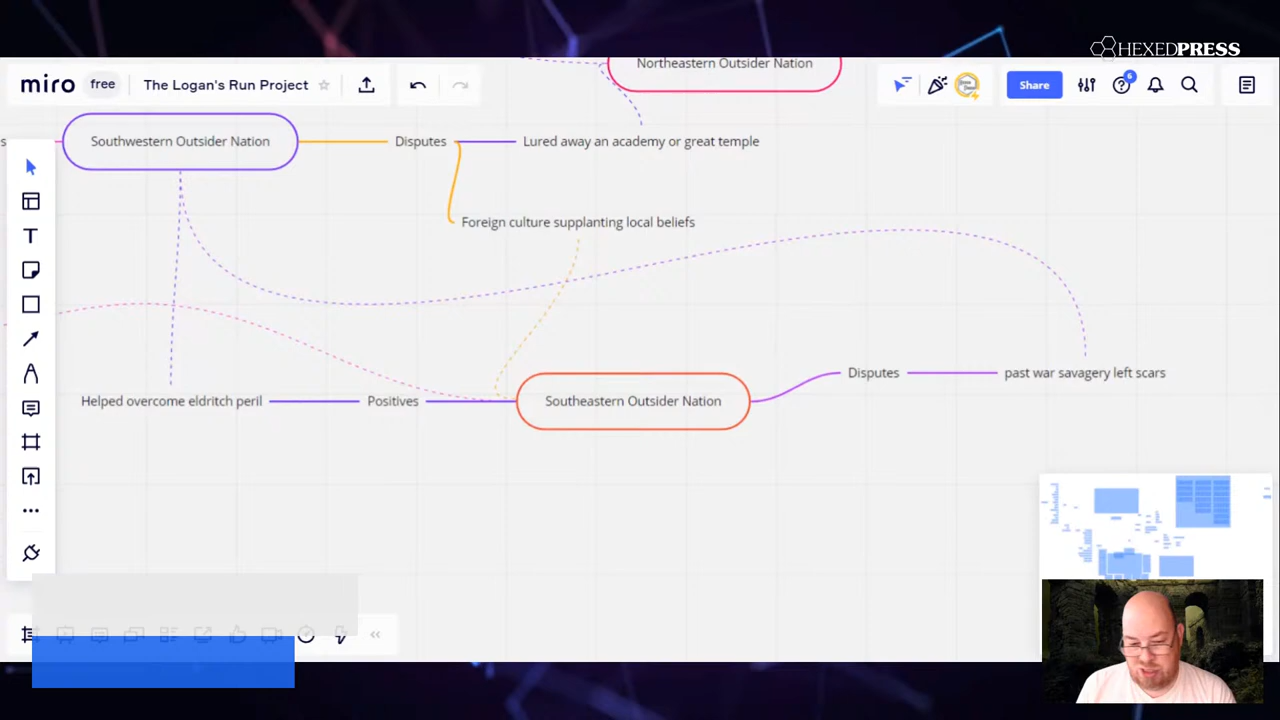 HEXEDPRESS
miro
free
The Logan's Run Project
Share
6
Northeastern Outsider Nation
s
Southwestern Outsider Nation
Disputes
Lured away an academy or great temple
Foreign culture supplanting local beliefs
Helped overcome eldritch peril
Positives
Southeastern Outsider Nation
Disputes
past war savagery left scars